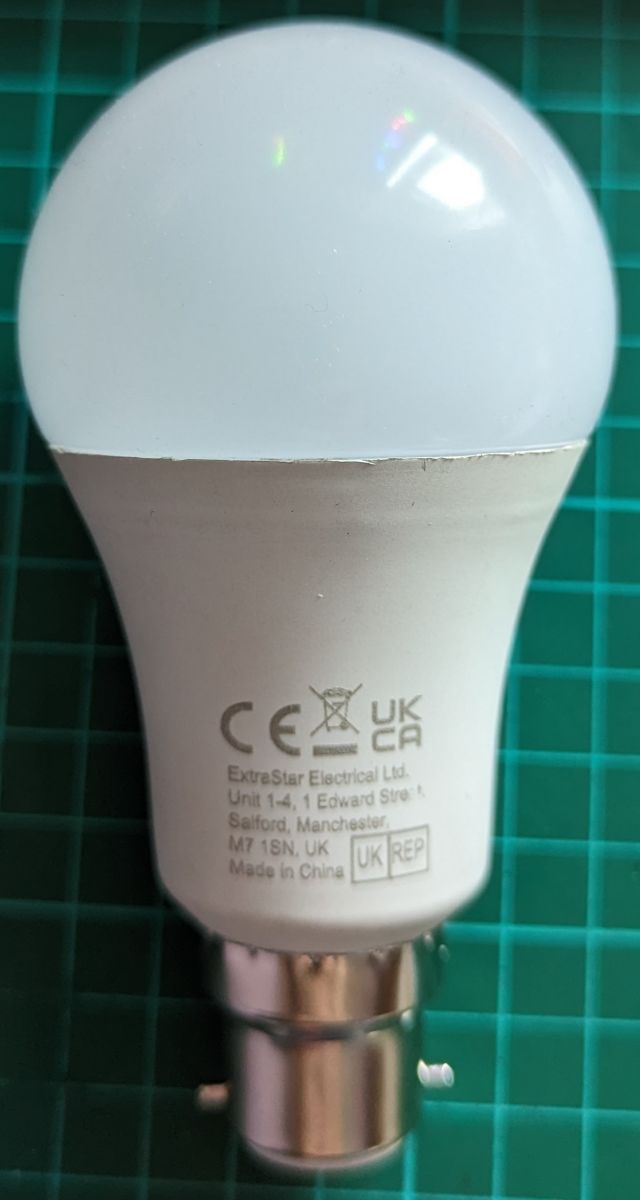 CE UK
CA
ExtraStar Electrical Ltd.
Unit 1-4, 1 Edward
Salford, Manchester,
M7 1SN, UK
Made in China
UK REP